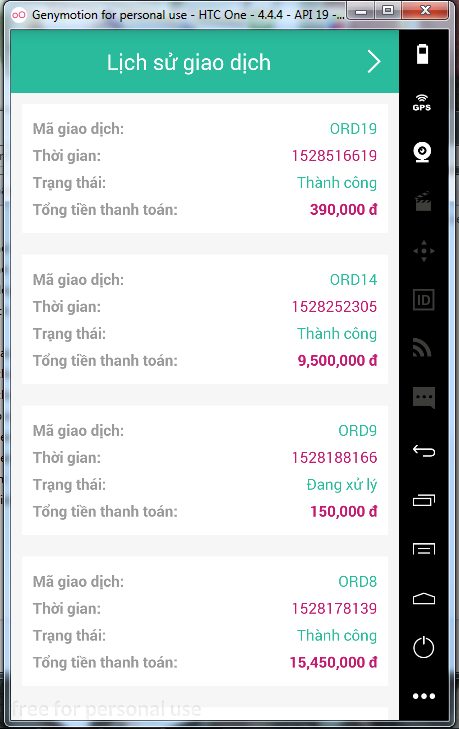 Genymotion for personal use - HTC One - 4.4.4 - API 19 -...
Lịch sử giao dịch
GPS
Mã giao dịch: ORD19
Thời gian: 1528516619
Trạng thái: Thành công
Tổng tiền thanh toán: 390,000 đ
Mã giao dịch: ORD14
Thời gian: 1528252305
Trạng thái: Thành công
Tổng tiền thanh toán: 9,500,000 đ
ID
Mã giao dịch: ORD9
Thời gian: 1528188166
Trạng thái: Đang xử lý
Tổng tiền thanh toán: 150,000 đ
Mã giao dịch: ORD8
Thời gian: 1528178139
Trạng thái: Thành công
Tổng tiền thanh toán: 15,450,000 đ
free for personal use